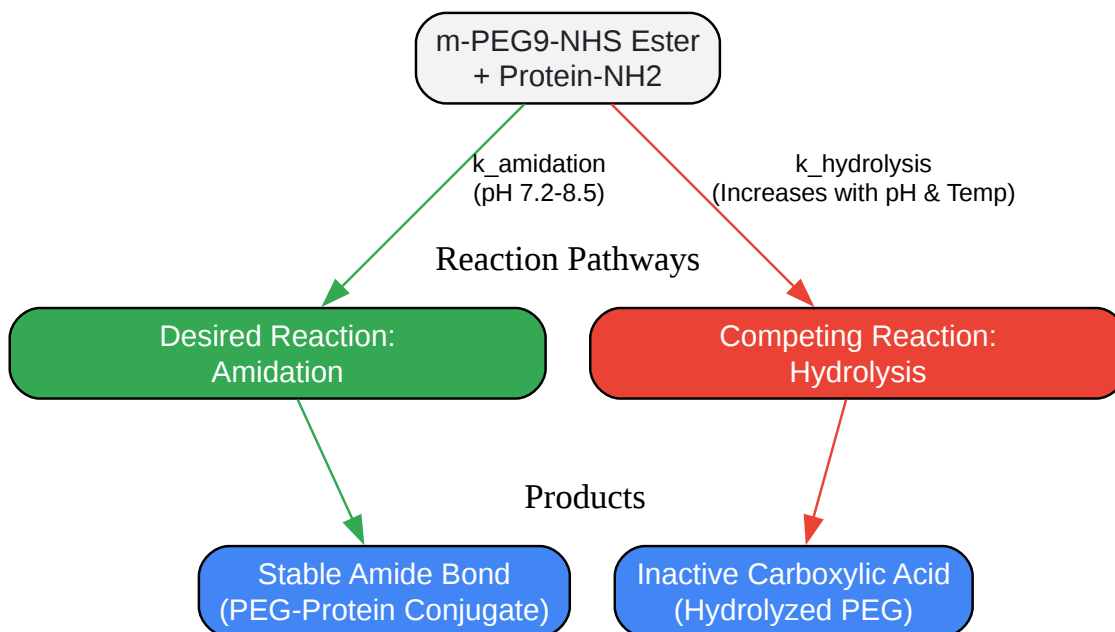 m-PEG9-NHS Ester
+ Protein-NH2
k_amidation
(pH 7.2-8.5)
k_hydrolysis
(Increases with pH & Temp)
Reaction Pathways
Desired Reaction:
Amidation
Competing Reaction:
Hydrolysis
Products
Stable Amide Bond
(PEG-Protein Conjugate)
Inactive Carboxylic Acid
(Hydrolyzed PEG)